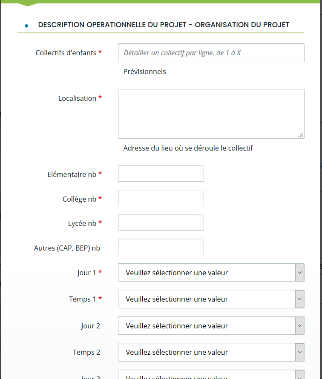 DESCRIPTION OPERATIONNELLE DU PROJET - ORGANISATION DU PROJET
Collectifs d'enfants * Détailler un collectif par ligne. de 1 à X
Prévisionnels
Localisation *
Adresse du lieu où se déroule le collectif
Elémentaire nb *
Collège nb *
Lycée nb *
Autres (CAP, BEP) nb
Jour 1 * Veuillez sélectionner une valeur
Temps 1 * Veuillez sélectionner une valeur
Jour 2 Veuillez sélectionner une valeur
Temps 2 Veuillez sélectionner une valeur